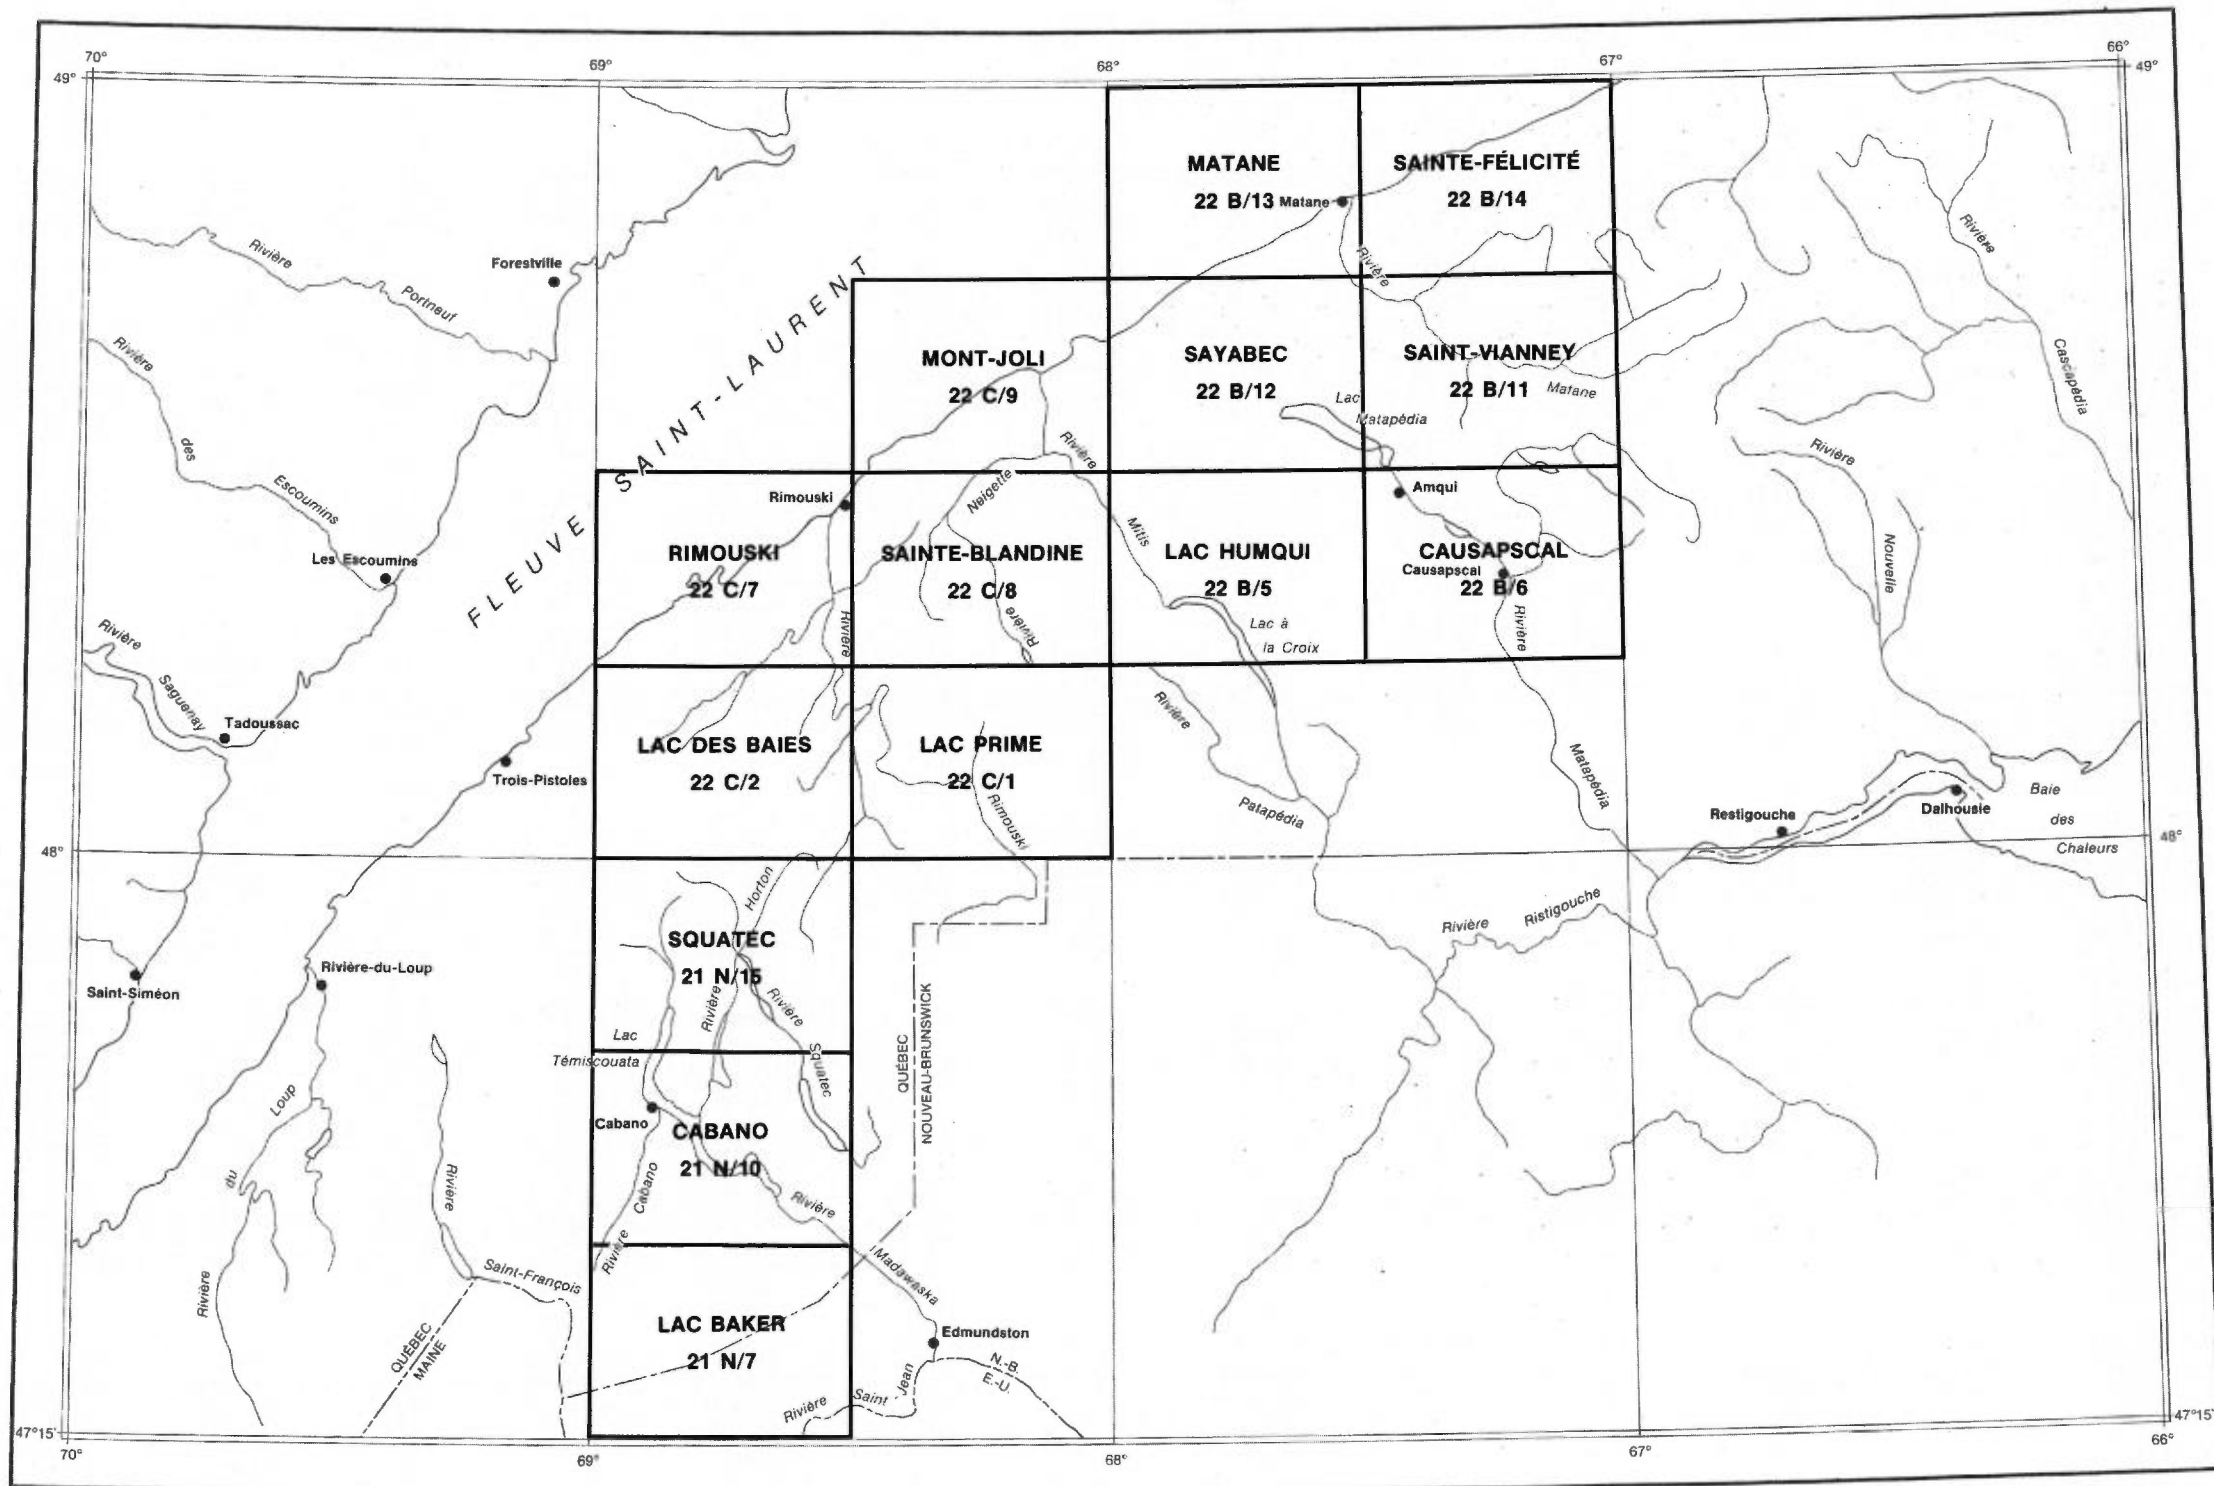 70°
69°
68°
67°
66°
49°
49°
MATANE
22 B/13
Matane
SAINTE-FÉLICITÉ
22 B/14
Rivière
Rivière
Portneuf
Forestville
Rivière
Rivière
des
Escoumins
Les Escoumins
FLEUVE SAINT-LAURENT
MONT-JOLI
22 C/9
SAYABEC
22 B/12
Lac
Matapédia
SAINT-VIANNEY
22 B/11
Matane
Cascapédia
Rivière
Nouvelle
Rimouski
RIMOUSKI
22 C/7
Neigette
Rivière
Mitis
SAINTE-BLANDINE
22 C/8
Rivière
Rivière
LAC HUMQUI
22 B/5
Lac à
la Croix
Amqui
CAUSAPSCAL
Causapscal
22 B/6
Rivière
Matapédia
Rivière
Saguenay
Tadoussac
Trois-Pistoles
LAC DES BAIES
22 C/2
LAC PRIME
22 C/1
Rimouski
Rivière
Patapédia
Restigouche
Dalhousie
Baie
des
Chaleurs
48°
48°
Horton
SQUATEC
21 N/15
Rivière
Rivière
Squatec
Lac
Témiscouata
QUÉBEC
NOUVEAU-BRUNSWICK
Rivière
Ristigouche
Saint-Siméon
Rivière-du-Loup
Loup
du
Rivière
Rivière
Cabano
CABANO
21 N/10
Cabano
Rivière
Rivière
Madawaska
Saint-François
QUÉBEC
MAINE
LAC BAKER
21 N/7
Edmundston
N.-B.
E.-U.
Rivière
Saint-Jean
47°15'
47°15'
70°
69°
68°
67°
66°